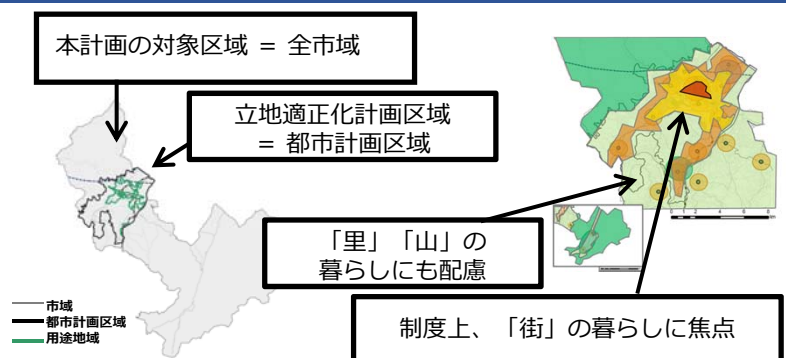 本計画の対象区域 = 全市域
立地適正化計画区域
= 都市計画区域
「里」「山」の
暮らしにも配慮
制度上、「街」の暮らしに焦点
市域
都市計画区域
用途地域